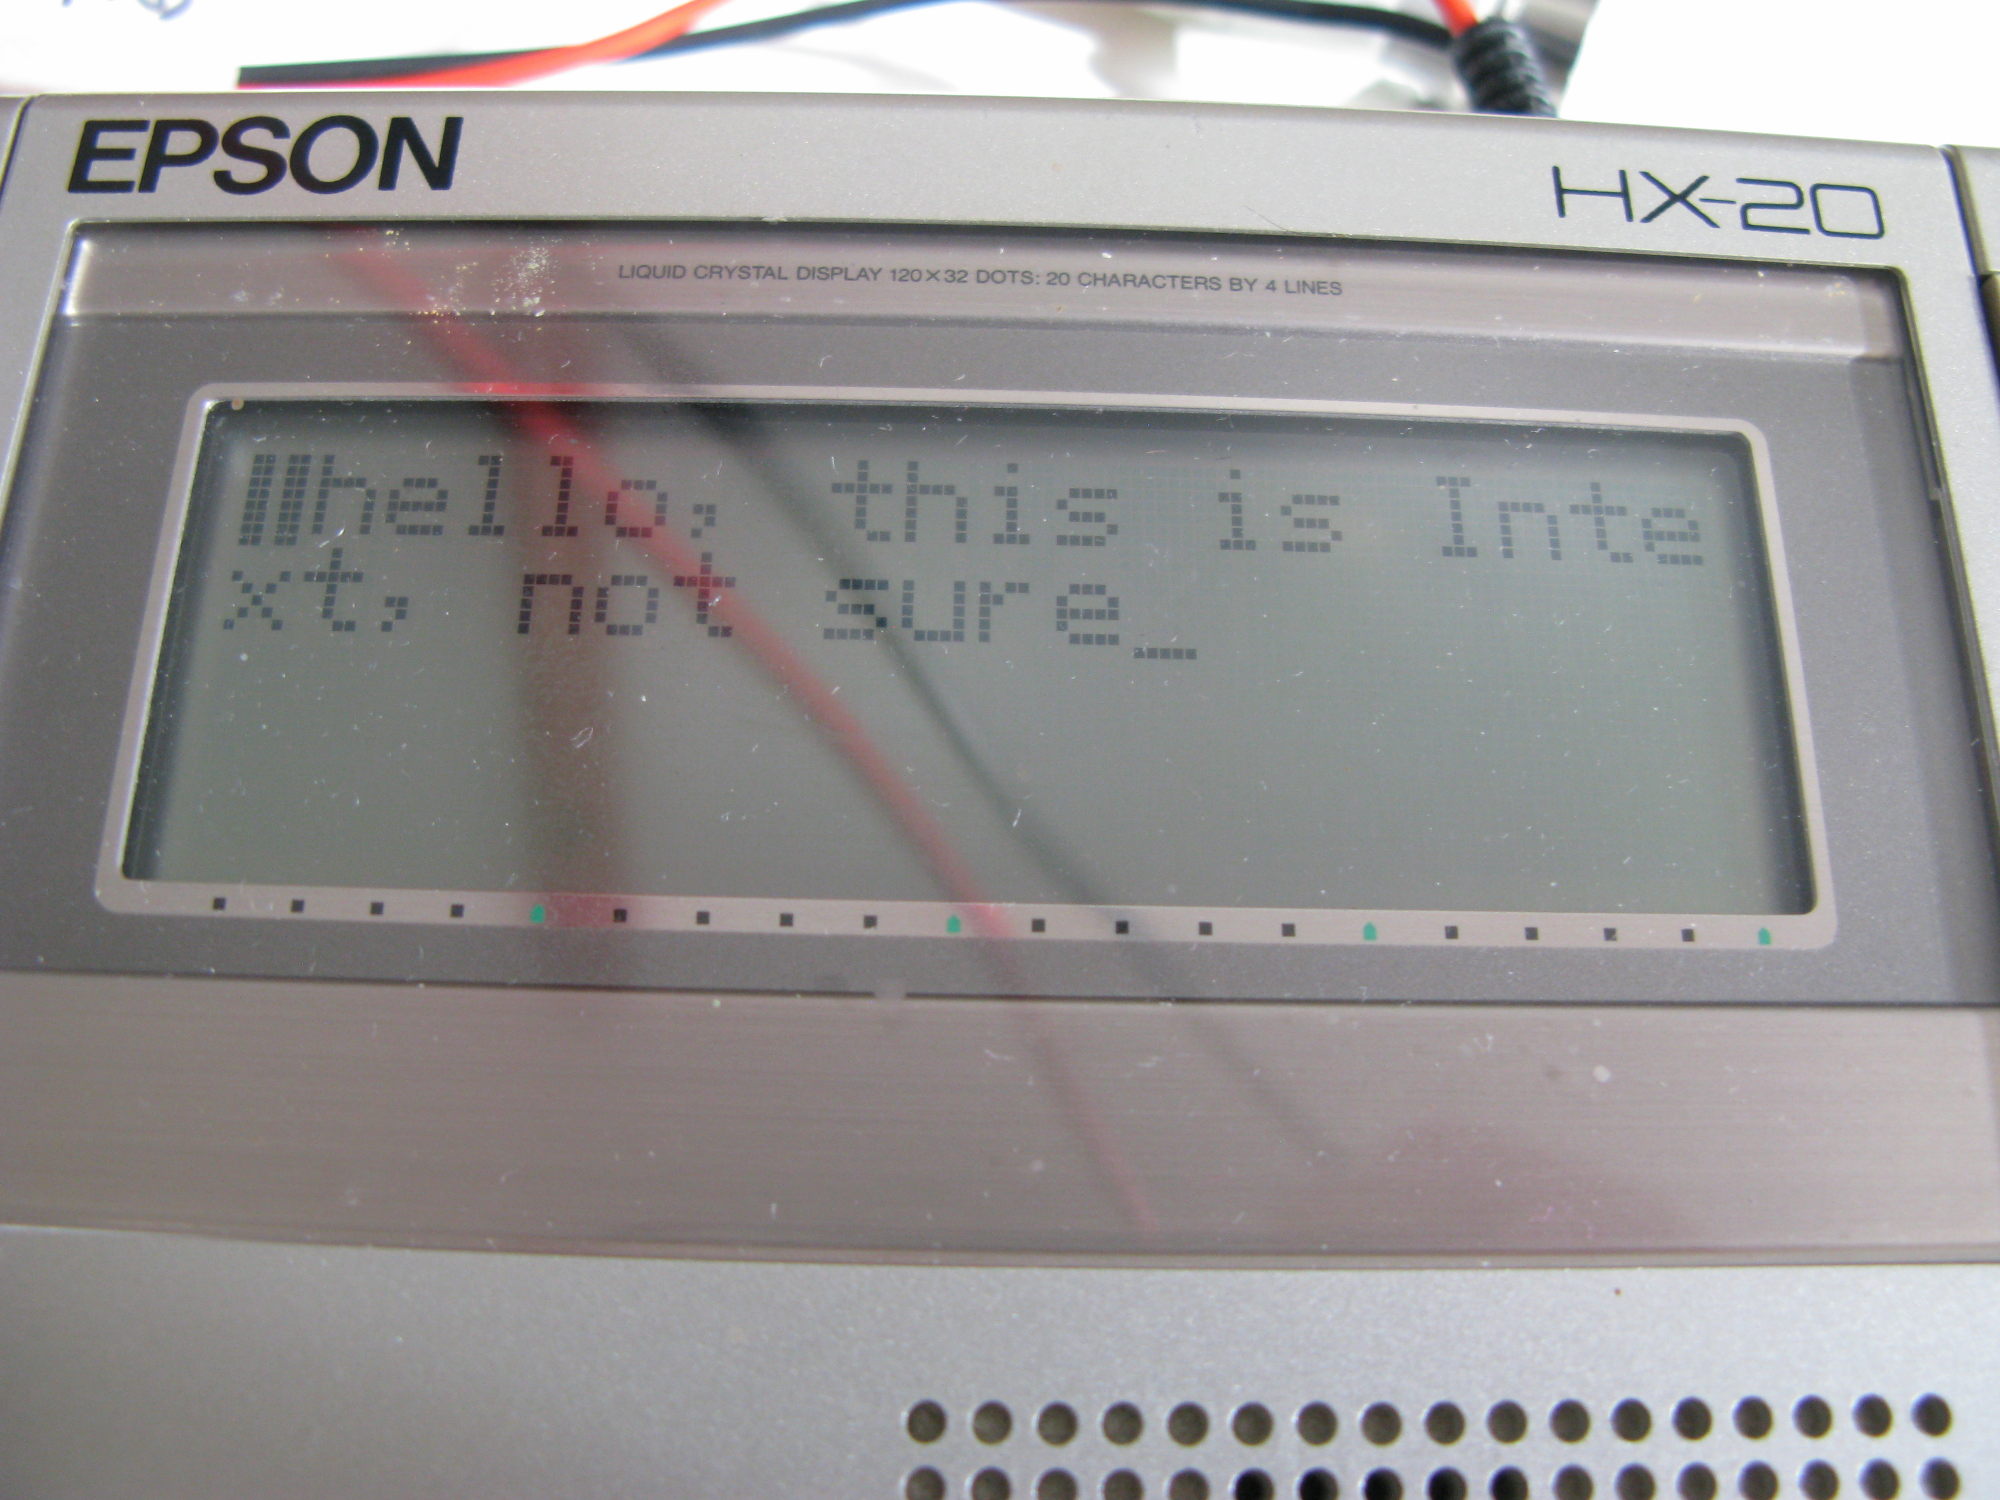 EPSON
HX-20
LIQUID CRYSTAL DISPLAY 120×32 DOTS: 20 CHARACTERS BY 4 LINES
hello, this is Inte
xt, not sure_